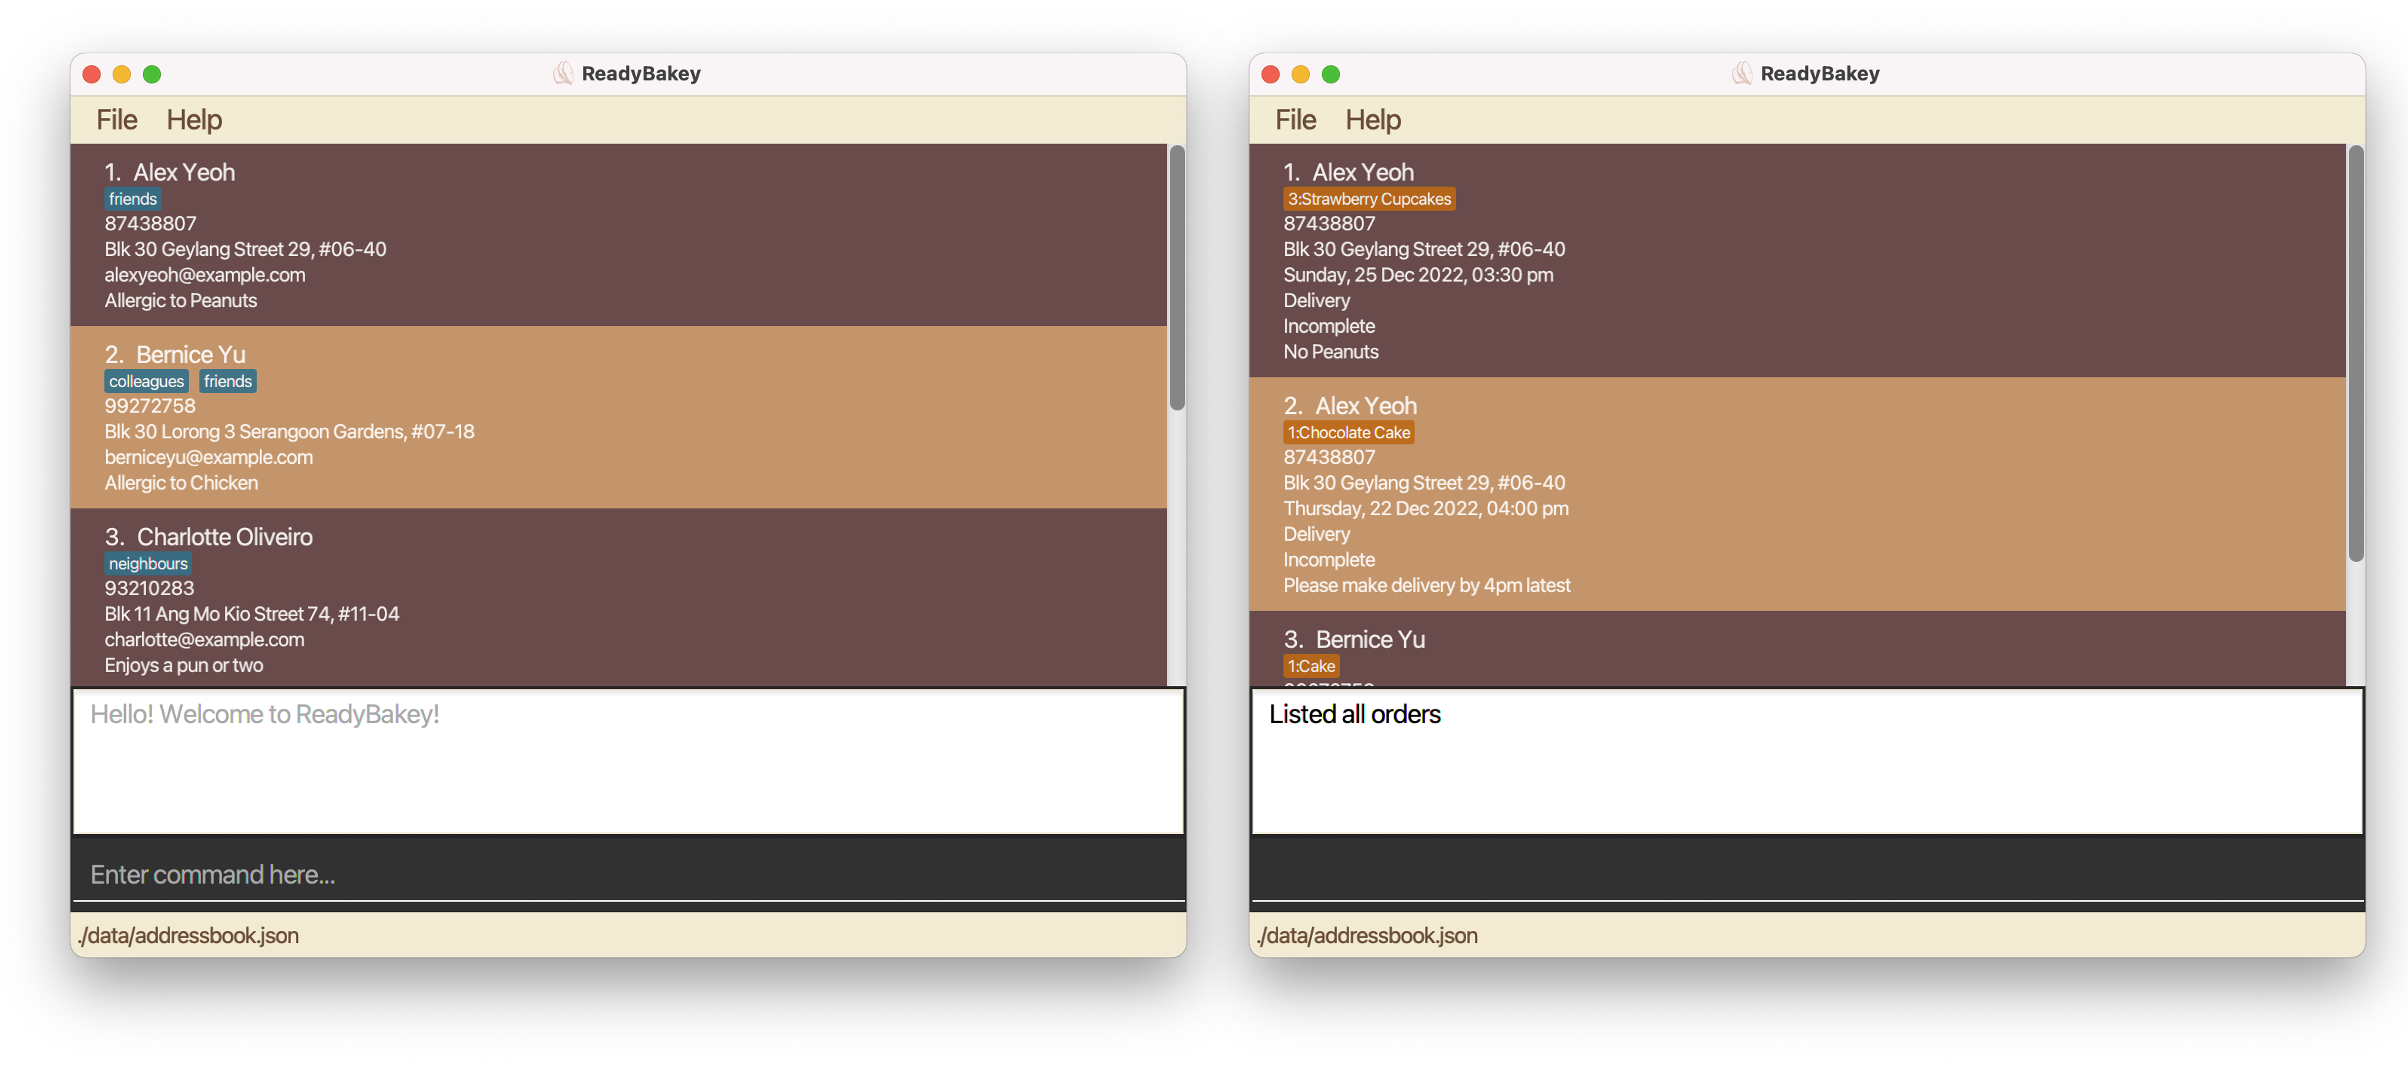 ReadyBakey
File Help
1. Alex Yeoh
friends
87438807
Blk 30 Geylang Street 29, #06-40
alexyeoh@example.com
Allergic to Peanuts
2. Bernice Yu
colleagues friends
99272758
Blk 30 Lorong 3 Serangoon Gardens, #07-18
berniceyu@example.com
Allergic to Chicken
3. Charlotte Oliveiro
neighbours
93210283
Blk 11 Ang Mo Kio Street 74, #11-04
charlotte@example.com
Enjoys a pun or two
Hello! Welcome to ReadyBakey!
Enter command here...
./data/addressbook.json
ReadyBakey
File Help
1. Alex Yeoh
3:Strawberry Cupcakes
87438807
Blk 30 Geylang Street 29, #06-40
Sunday, 25 Dec 2022, 03:30 pm
Delivery
Incomplete
No Peanuts
2. Alex Yeoh
1:Chocolate Cake
87438807
Blk 30 Geylang Street 29, #06-40
Thursday, 22 Dec 2022, 04:00 pm
Delivery
Incomplete
Please make delivery by 4pm latest
3. Bernice Yu
1:Cake
Listed all orders
./data/addressbook.json